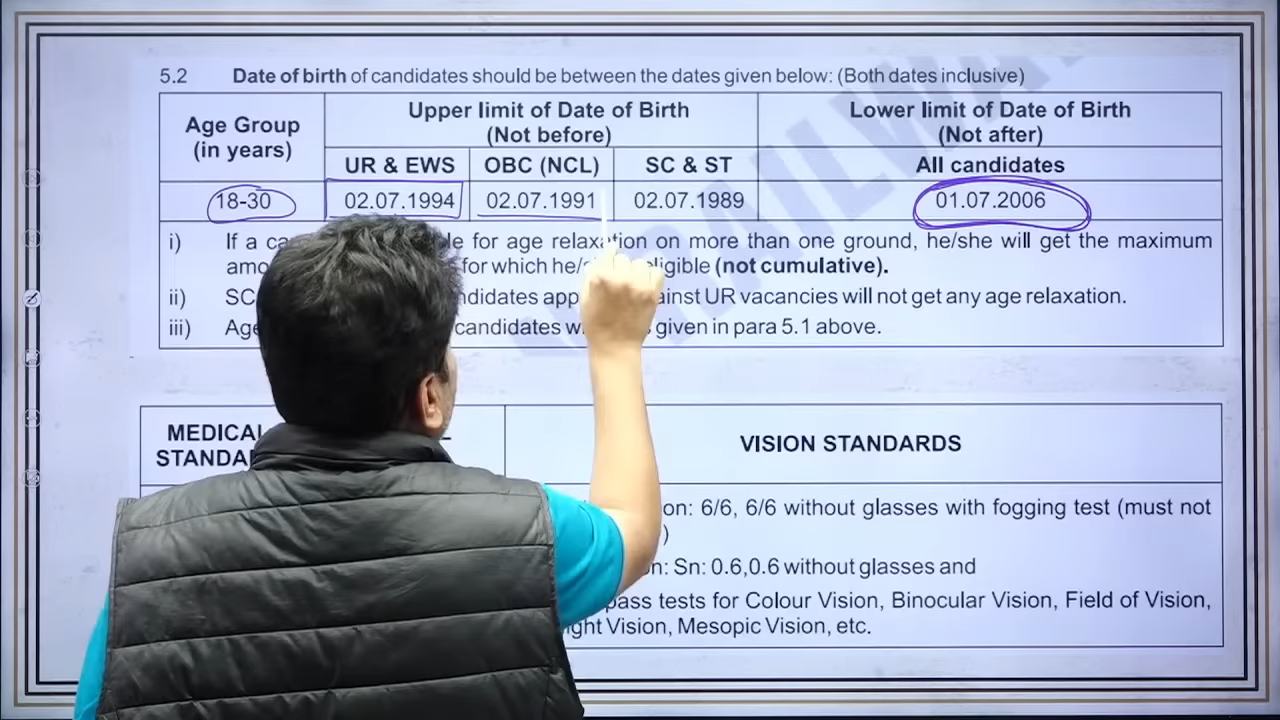 5.2 Date of birth of candidates should be between the dates given below: (Both dates inclusive)
Age Group (in years)
Upper limit of Date of Birth (Not before)
Lower limit of Date of Birth (Not after)
UR & EWS OBC (NCL) SC & ST All candidates
18-30 02.07.1994 02.07.1991 02.07.1989 01.07.2006
i) If a le for age relaxation on more than one ground, he/she will get the maximum
for which he/ eligible (not cumulative).
ii) SC ndidates app ainst UR vacancies will not get any age relaxation.
iii) Age candidates w given in para 5.1 above.
RAILWA
MEDICAL
STANDA
VISION STANDARDS
on: 6/6, 6/6 without glasses with fogging test (must not
n: Sn: 0.6,0.6 without glasses and
pass tests for Colour Vision, Binocular Vision, Field of Vision,
ight Vision, Mesopic Vision, etc.